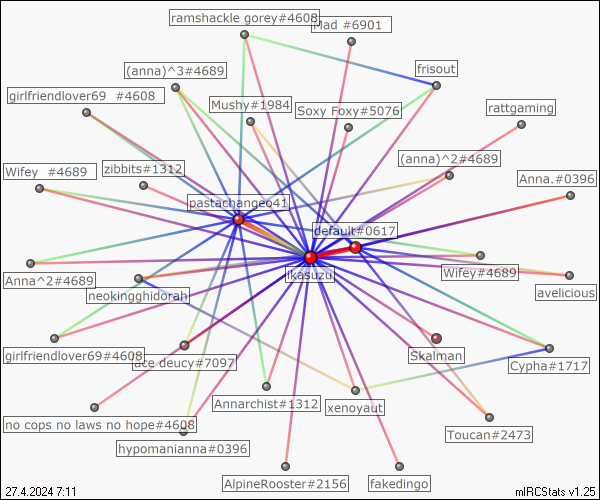 ramshackle gorey#4608
Mad #6901
(anna)^3#4689
frisout
girlfriendlover69 #4608
Mushy#1984
Soxy Foxy#5076
rattgaming
(anna)^2#4689
Wifey #4689
zibbits#1312
Anna.#0396
pastachangeo41
default#0617
Anna^2#4689
ikasuzu
Wifey#4689
neokingghidorah
avelicious
girlfriendlover69#4608
ace deucy#7097
Skalman
Cypha#1717
Annarchist#1312
xenoyaut
no cops no laws no hope#4608
Toucan#2473
hypomanianna#0396
AlpineRooster#2156
fakedingo
27.4.2024 7:11
mIRCStats v1.25